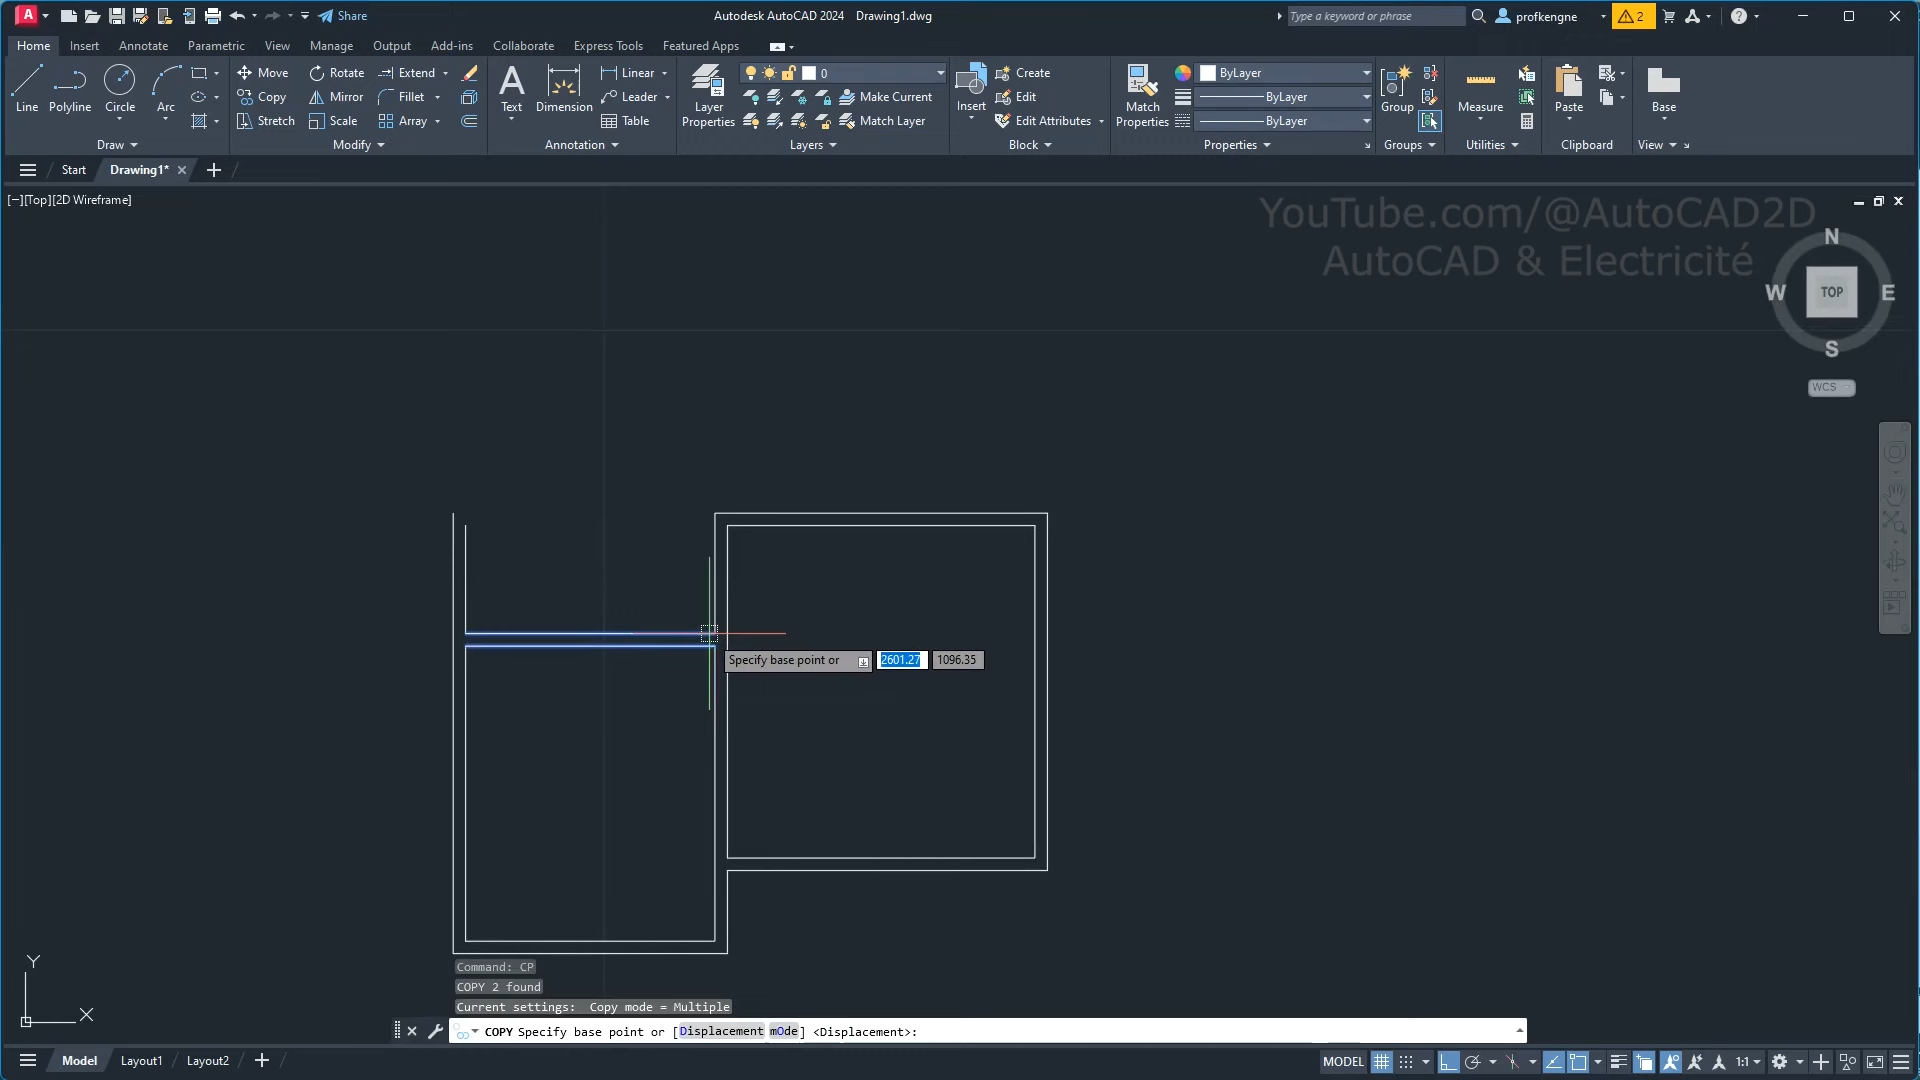 Share
Autodesk AutoCAD 2024 Drawing1.dwg
Type a keyword or phrase
profkengne
2
Home Insert Annotate Parametric View Manage Output Add-ins Collaborate Express Tools Featured Apps
Line Polyline Circle Arc
Draw
Move Rotate Extend
Copy Mirror Fillet
Stretch Scale Array
Modify
Text Dimension
Linear
Leader
Table
Annotation
Layer Properties
0
Make Current
Match Layer
Layers
Insert
Create
Edit
Edit Attributes
Block
Match Properties
ByLayer
ByLayer
ByLayer
Properties
Group
Groups
Measure
Utilities
Paste
Clipboard
Base
View
Start Drawing1*
[−][Top][2D Wireframe]
YouTube.com/@AutoCAD2D
AutoCAD & Electricité
N
W TOP E
S
WCS
Specify base point or 2601.27 1096.35
Y
X
Command: CP
COPY 2 found
Current settings: Copy mode = Multiple
COPY Specify base point or [Displacement mOde] <Displacement>:
Model Layout1 Layout2
MODEL 1:1